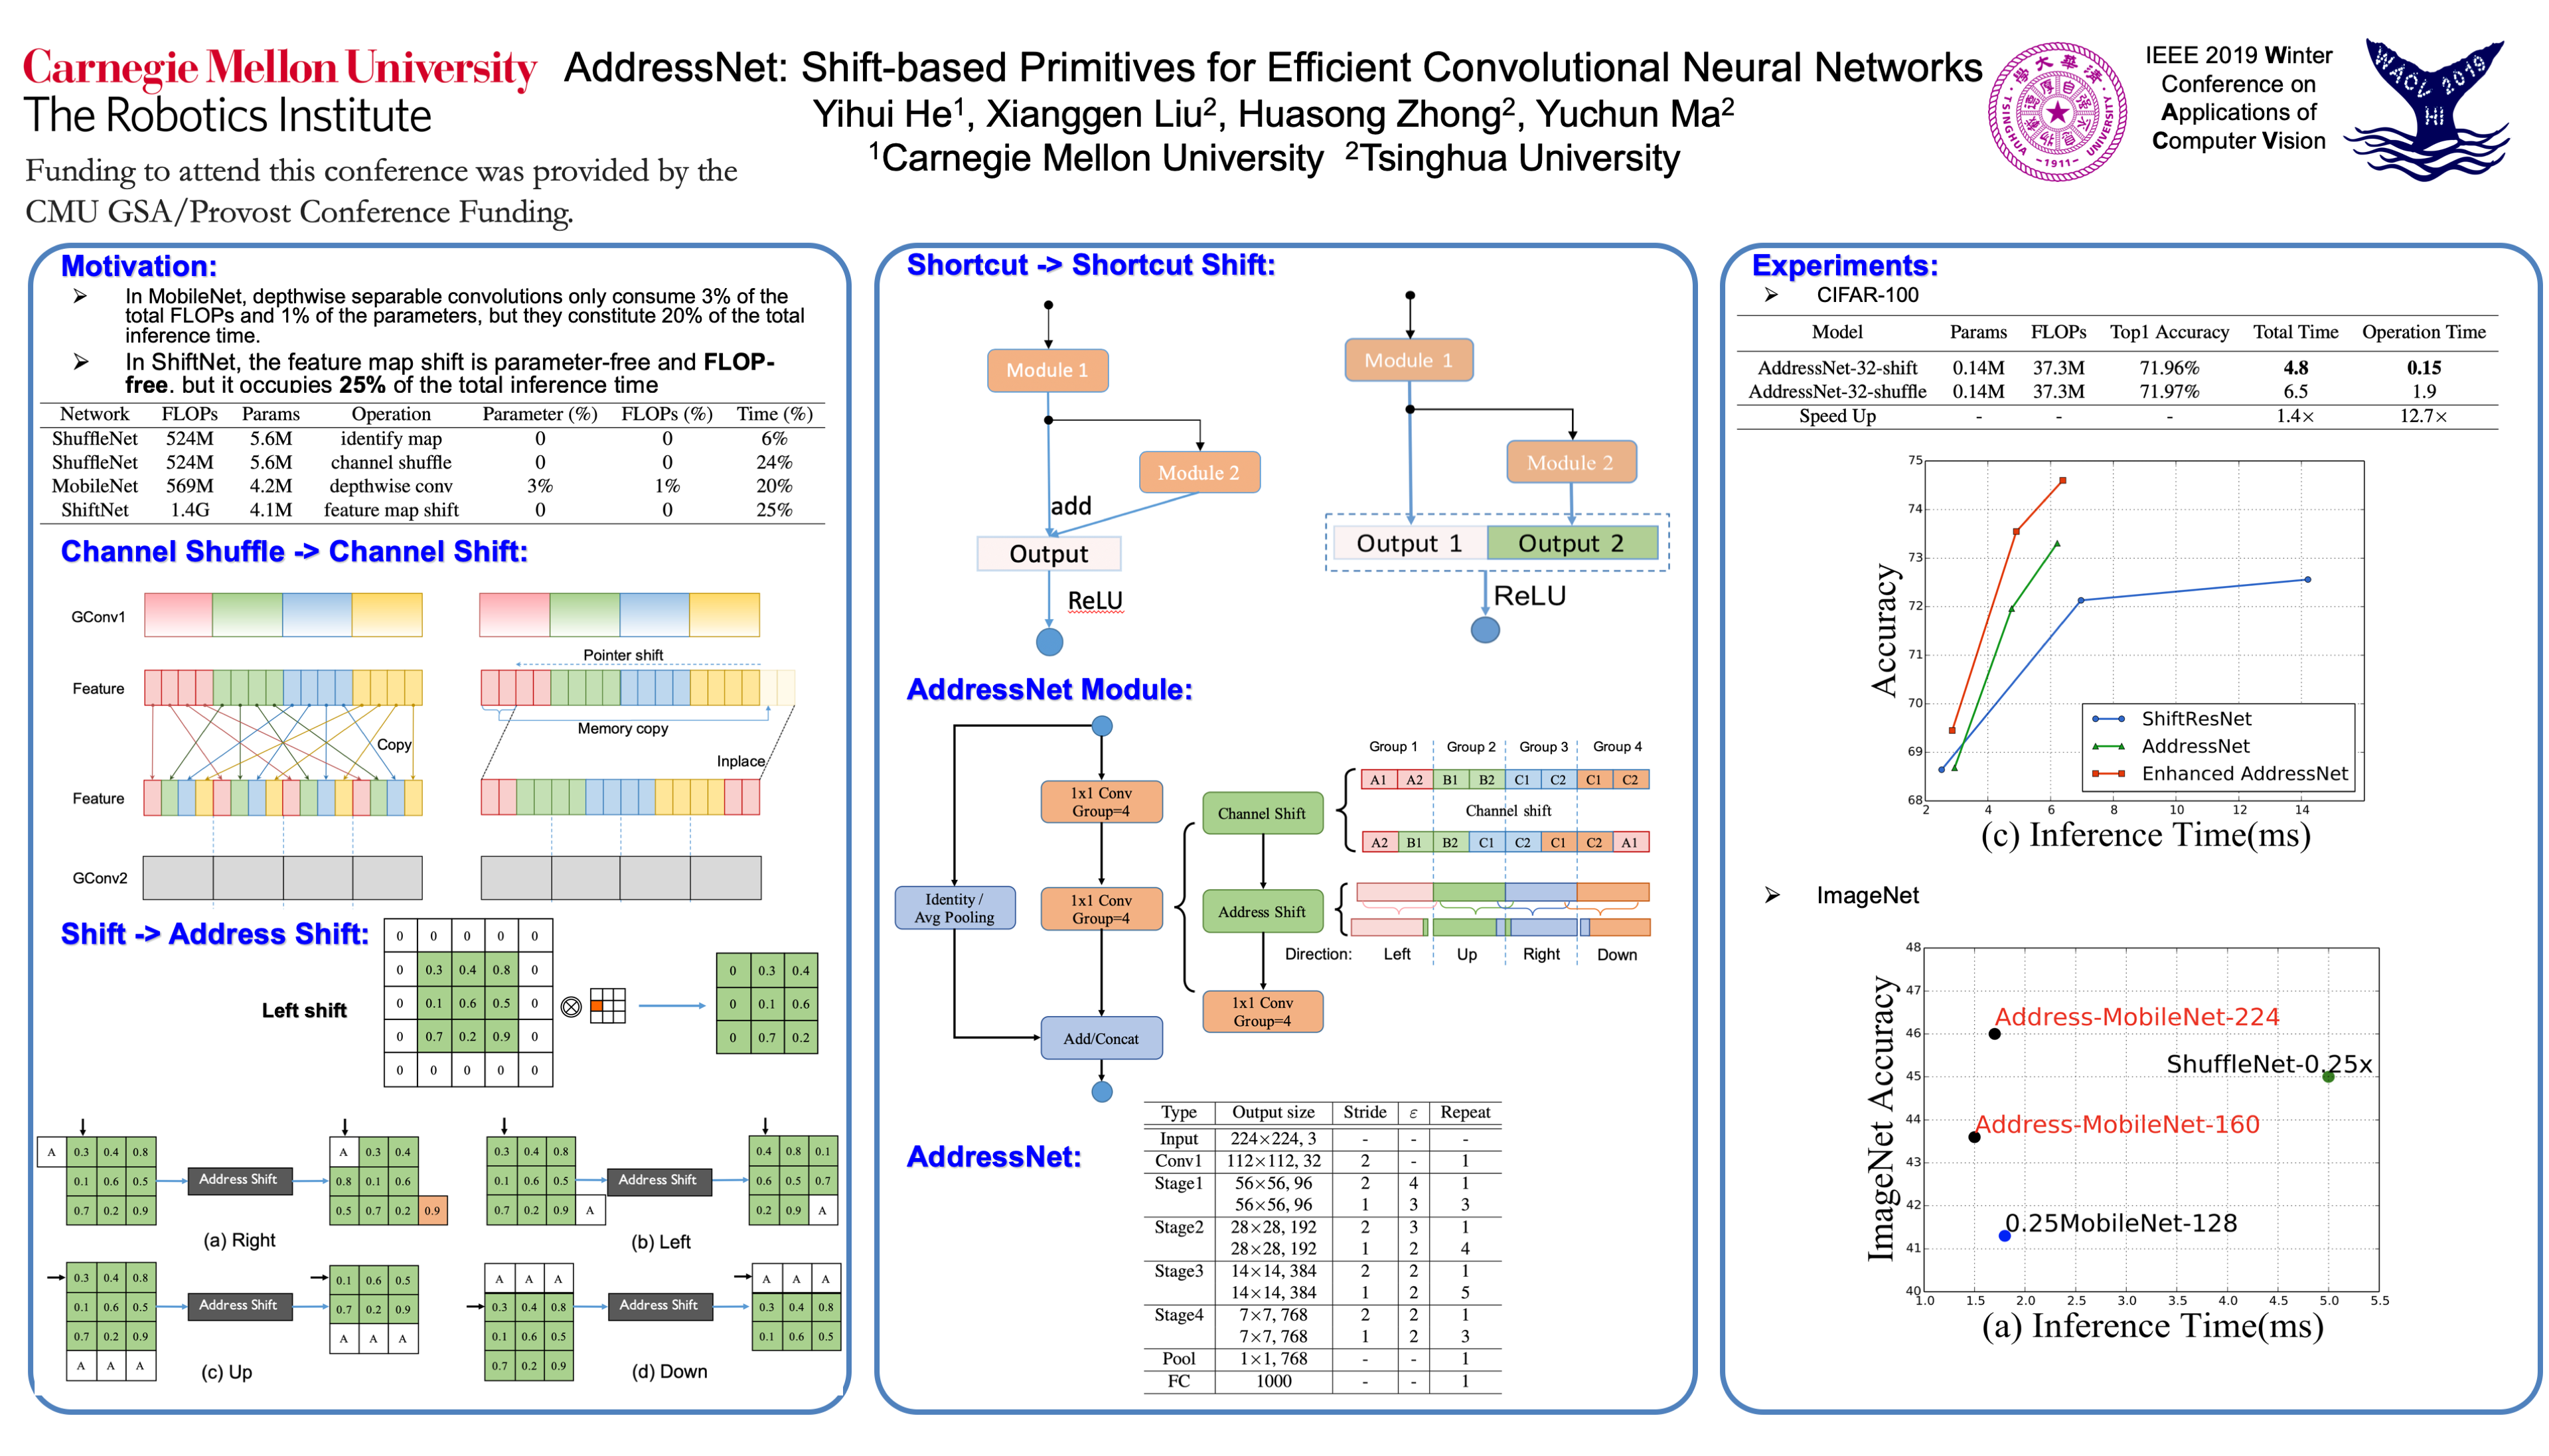 Carnegie Mellon University
The Robotics Institute
Funding to attend this conference was provided by the
CMU GSA/Provost Conference Funding.
AddressNet: Shift-based Primitives for Efficient Convolutional Neural Networks
Yihui He1, Xianggen Liu2, Huasong Zhong2, Yuchun Ma2
1Carnegie Mellon University 2Tsinghua University
TSINGHUA UNIVERSITY
-1911-
IEEE 2019 Winter
Conference on
Applications of
Computer Vision
WACV 2019
HI
Motivation:
➢ In MobileNet, depthwise separable convolutions only consume 3% of the
total FLOPs and 1% of the parameters, but they constitute 20% of the total
inference time.
➢ In ShiftNet, the feature map shift is parameter-free and FLOP-
free, but it occupies 25% of the total inference time
Network FLOPs Params Operation Parameter (%) FLOPs (%) Time (%)
ShuffleNet 524M 5.6M identify map 0 0 6%
ShuffleNet 524M 5.6M channel shuffle 0 0 24%
MobileNet 569M 4.2M depthwise conv 3% 1% 20%
ShiftNet 1.4G 4.1M feature map shift 0 0 25%
Channel Shuffle -> Channel Shift:
GConv1
Pointer shift
Feature
Memory copy
Copy
Inplace
Feature
GConv2
Shift -> Address Shift:
Left shift
0 0 0 0 0
0 0.3 0.4 0.8 0
0 0.1 0.6 0.5 0
0 0.7 0.2 0.9 0
0 0 0 0 0
0 0.3 0.4
0 0.1 0.6
0 0.7 0.2
A 0.3 0.4 0.8
0.1 0.6 0.5
0.7 0.2 0.9
Address Shift
A 0.3 0.4
0.8 0.1 0.6
0.5 0.7 0.2 0.9
(a) Right
0.3 0.4 0.8
0.1 0.6 0.5
0.7 0.2 0.9 A
Address Shift
0.4 0.8 0.1
0.6 0.5 0.7
0.2 0.9 A
(b) Left
0.3 0.4 0.8
0.1 0.6 0.5
0.7 0.2 0.9
A A A
Address Shift
0.1 0.6 0.5
0.7 0.2 0.9
A A A
(c) Up
A A A
0.3 0.4 0.8
0.1 0.6 0.5
0.7 0.2 0.9
Address Shift
A A A
0.3 0.4 0.8
0.1 0.6 0.5
(d) Down
Shortcut -> Shortcut Shift:
Module 1
Module 2
add
Output
ReLU
Module 1
Module 2
Output 1 Output 2
ReLU
AddressNet Module:
1x1 Conv
Group=4
Identity /
Avg Pooling
1x1 Conv
Group=4
Add/Concat
Channel Shift
Address Shift
1x1 Conv
Group=4
Group 1 Group 2 Group 3 Group 4
A1 A2 B1 B2 C1 C2 C1 C2
Channel shift
A2 B1 B2 C1 C2 C1 C2 A1
Direction: Left Up Right Down
AddressNet:
Type Output size Stride ε Repeat
Input 224×224, 3 - - -
Conv1 112×112, 32 2 - 1
Stage1 56×56, 96 2 4 1
56×56, 96 1 3 3
Stage2 28×28, 192 2 3 1
28×28, 192 1 2 4
Stage3 14×14, 384 2 2 1
14×14, 384 1 2 5
Stage4 7×7, 768 2 2 1
7×7, 768 1 2 3
Pool 1×1, 768 - - 1
FC 1000 - - 1
Experiments:
➢ CIFAR-100
Model Params FLOPs Top1 Accuracy Total Time Operation Time
AddressNet-32-shift 0.14M 37.3M 71.96% 4.8 0.15
AddressNet-32-shuffle 0.14M 37.3M 71.97% 6.5 1.9
Speed Up - - - 1.4× 12.7×
75
74
73
72
71
70
69
68
Accuracy
ShiftResNet
AddressNet
Enhanced AddressNet
2 4 6 8 10 12 14
(c) Inference Time(ms)
➢ ImageNet
48
47
46
45
44
43
42
41
40
ImageNet Accuracy
Address-MobileNet-224
ShuffleNet-0.25x
Address-MobileNet-160
0.25MobileNet-128
1.0 1.5 2.0 2.5 3.0 3.5 4.0 4.5 5.0 5.5
(a) Inference Time(ms)